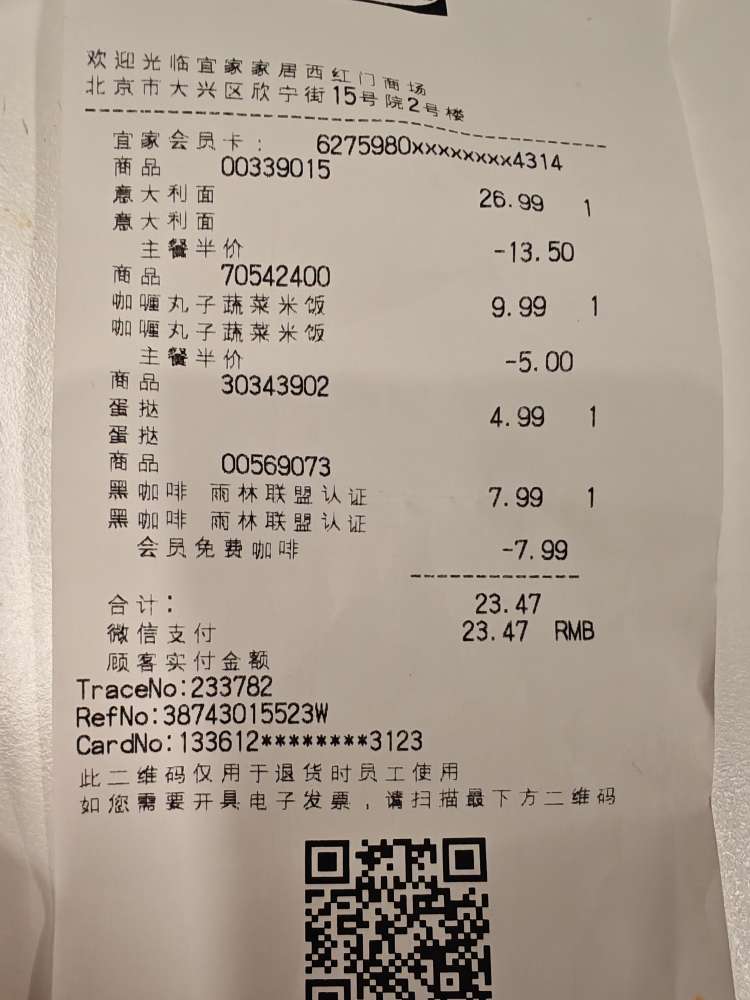 欢迎光临宜家家居西红门商场
北京市大兴区欣宁街15号院2号楼
宜家会员卡： 6275980xxxxxxxx4314
商品 00339015
意大利面 26.99 1
意大利面
主餐半价 -13.50
商品 70542400
咖喱丸子蔬菜米饭 9.99 1
咖喱丸子蔬菜米饭
主餐半价 -5.00
商品 30343902
蛋挞 4.99 1
蛋挞
商品 00569073
黑咖啡 雨林联盟认证 7.99 1
黑咖啡 雨林联盟认证
会员免费咖啡 -7.99
合计： 23.47
微信支付 23.47 RMB
顾客实付金额
TraceNo:233782
RefNo:38743015523W
CardNo:133612********3123
此二维码仅用于退货时员工使用
如您需要开具电子发票，请扫描最下方二维码